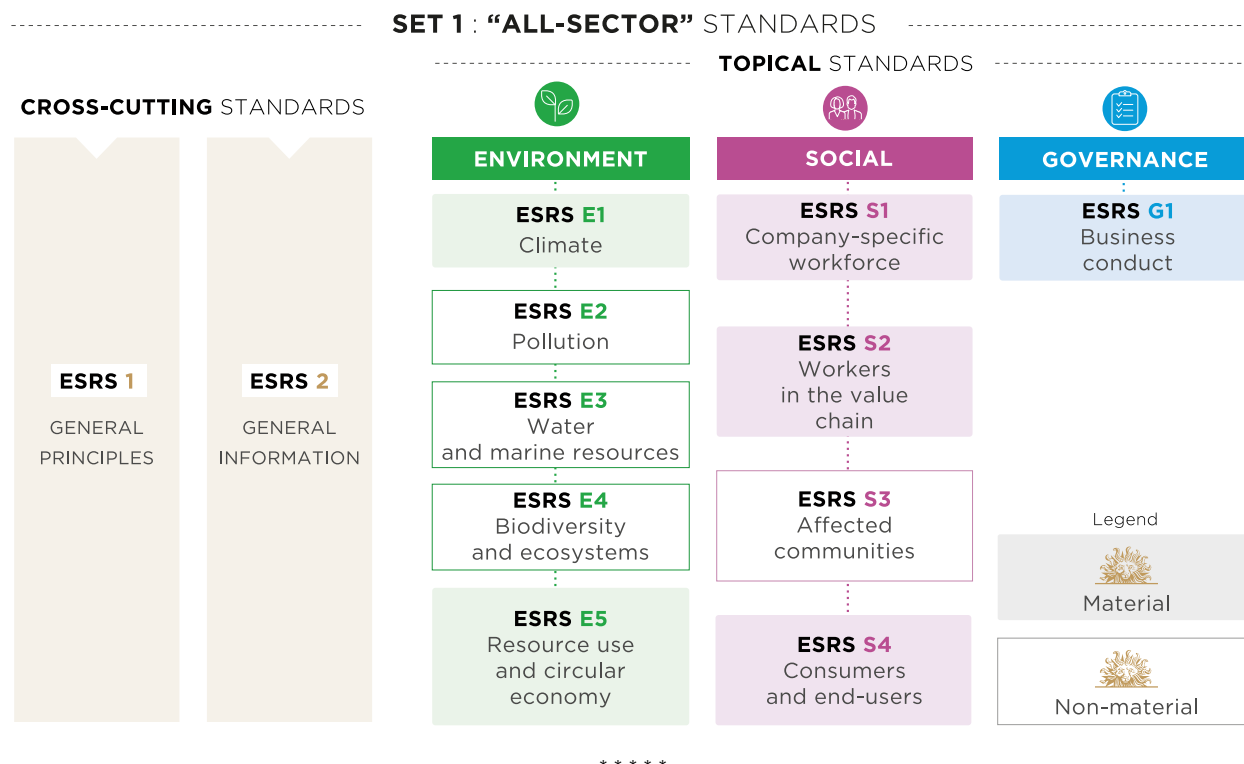 SET 1 : “ALL-SECTOR” STANDARDS
TOPICAL STANDARDS
CROSS-CUTTING STANDARDS
ESRS 1
GENERAL
PRINCIPLES
ESRS 2
GENERAL
INFORMATION
ENVIRONMENT
ESRS E1
Climate
ESRS E2
Pollution
ESRS E3
Water
and marine resources
ESRS E4
Biodiversity
and ecosystems
ESRS E5
Resource use
and circular
economy
SOCIAL
ESRS S1
Company-specific
workforce
ESRS S2
Workers
in the value
chain
ESRS S3
Affected
communities
ESRS S4
Consumers
and end-users
GOVERNANCE
ESRS G1
Business
conduct
Legend
Material
Non-material
* * * * *